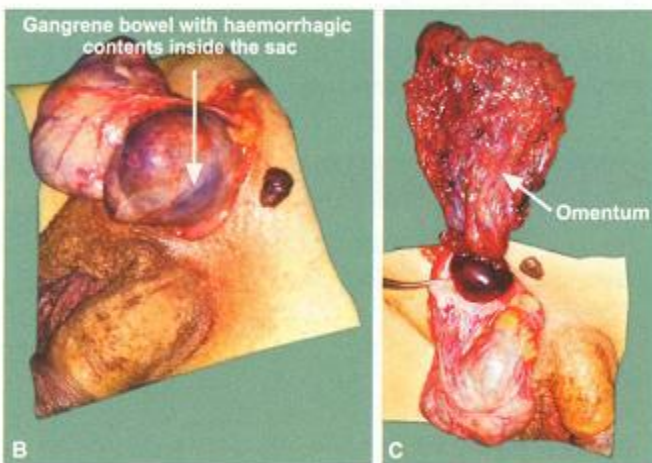 Gangrene bowel with haemorrhagic
contents inside the sac
Omentum
B
C